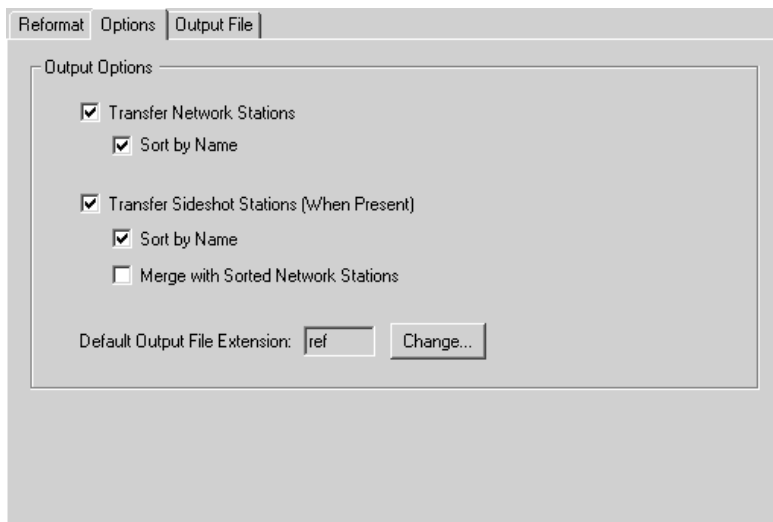 Reformat Options Output File
Output Options
Transfer Network Stations
Sort by Name
Transfer Sideshot Stations (When Present)
Sort by Name
Merge with Sorted Network Stations
Default Output File Extension: ref Change...